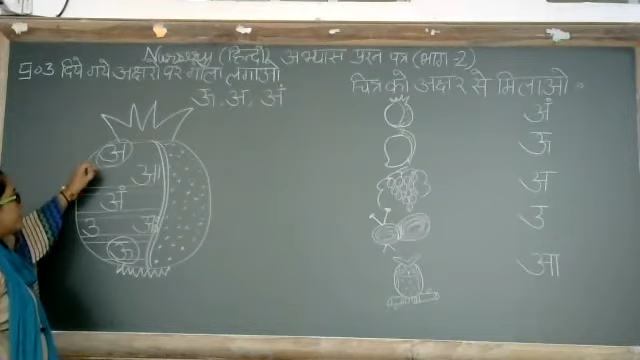 Nursery (हिन्दी) अभ्यास प्रश्न पत्र (भाग-2)
प्र०3 दिये गये अक्षरों पर गोला लगाओ
ऊ, अ, अं
अ
आ
अं
उ अ
ऊ
चित्र को अक्षर से मिलाओ
अं
ऊ
अ
उ
आ